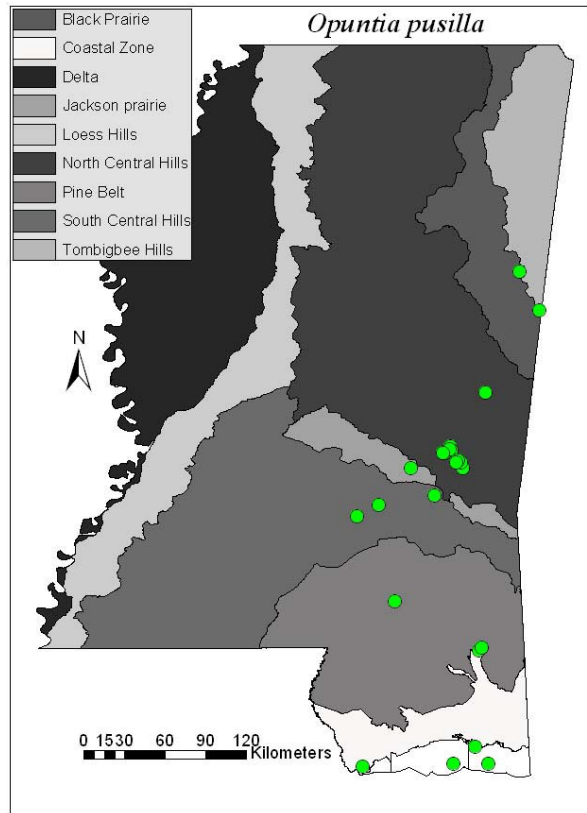 Opuntia pusilla
Black Prairie
Coastal Zone
Delta
Jackson prairie
Loess Hills
North Central Hills
Pine Belt
South Central Hills
Tombigbee Hills
N
0 1530 60 90 120
Kilometers